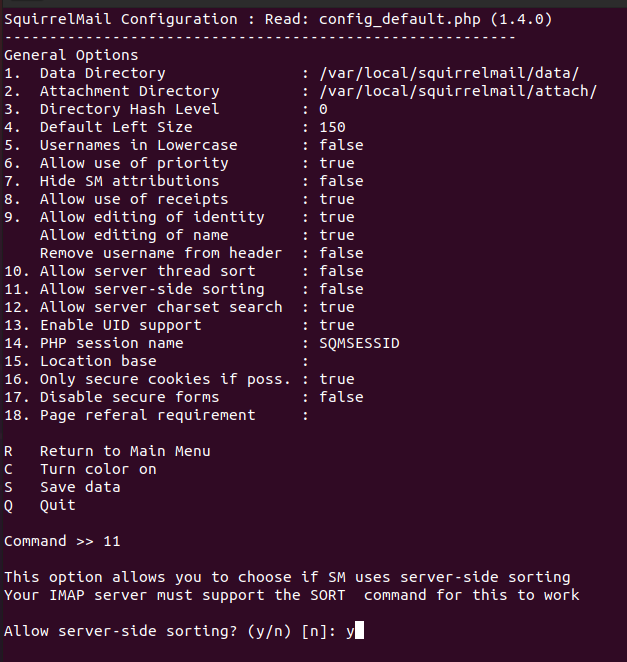 SquirrelMail Configuration : Read: config_default.php (1.4.0)
---------------------------------------------------------
General Options
1.  Data Directory               : /var/local/squirrelmail/data/
2.  Attachment Directory         : /var/local/squirrelmail/attach/
3.  Directory Hash Level         : 0
4.  Default Left Size            : 150
5.  Usernames in Lowercase       : false
6.  Allow use of priority        : true
7.  Hide SM attributions         : false
8.  Allow use of receipts        : true
9.  Allow editing of identity    : true
    Allow editing of name        : true
    Remove username from header  : false
10. Allow server thread sort     : false
11. Allow server-side sorting    : false
12. Allow server charset search  : true
13. Enable UID support           : true
14. PHP session name             : SQMSESSID
15. Location base                :
16. Only secure cookies if poss. : true
17. Disable secure forms         : false
18. Page referal requirement     :

R   Return to Main Menu
C   Turn color on
S   Save data
Q   Quit

Command >> 11

This option allows you to choose if SM uses server-side sorting
Your IMAP server must support the SORT  command for this to work

Allow server-side sorting? (y/n) [n]: y